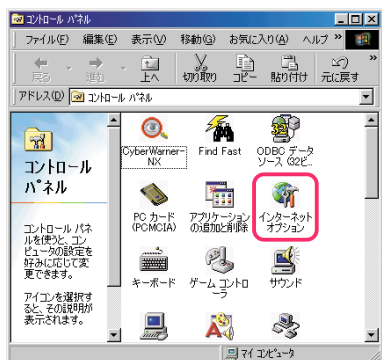 コントロール パネル
ファイル(F) 編集(E) 表示(V) 移動(G) お気に入り(A) ヘルプ »
戻る 進む 上へ 切り取り コピー 貼り付け 元に戻す »
アドレス(D) コントロール パネル
コントロール
パネル
コントロール パネ
ルを使うと、コン
ピュータの設定を
好みに応じて変
更できます。
アイコンを選択す
ると、その説明が
表示されます。
CyberWarner-
NX
Find Fast
ODBC データ
ソース (32ビ...
PC カード
(PCMCIA)
アプリケーション
の追加と削除
インターネット
オプション
キーボード
ゲーム コントロ
ーラ
サウンド
マイ コンピュータ